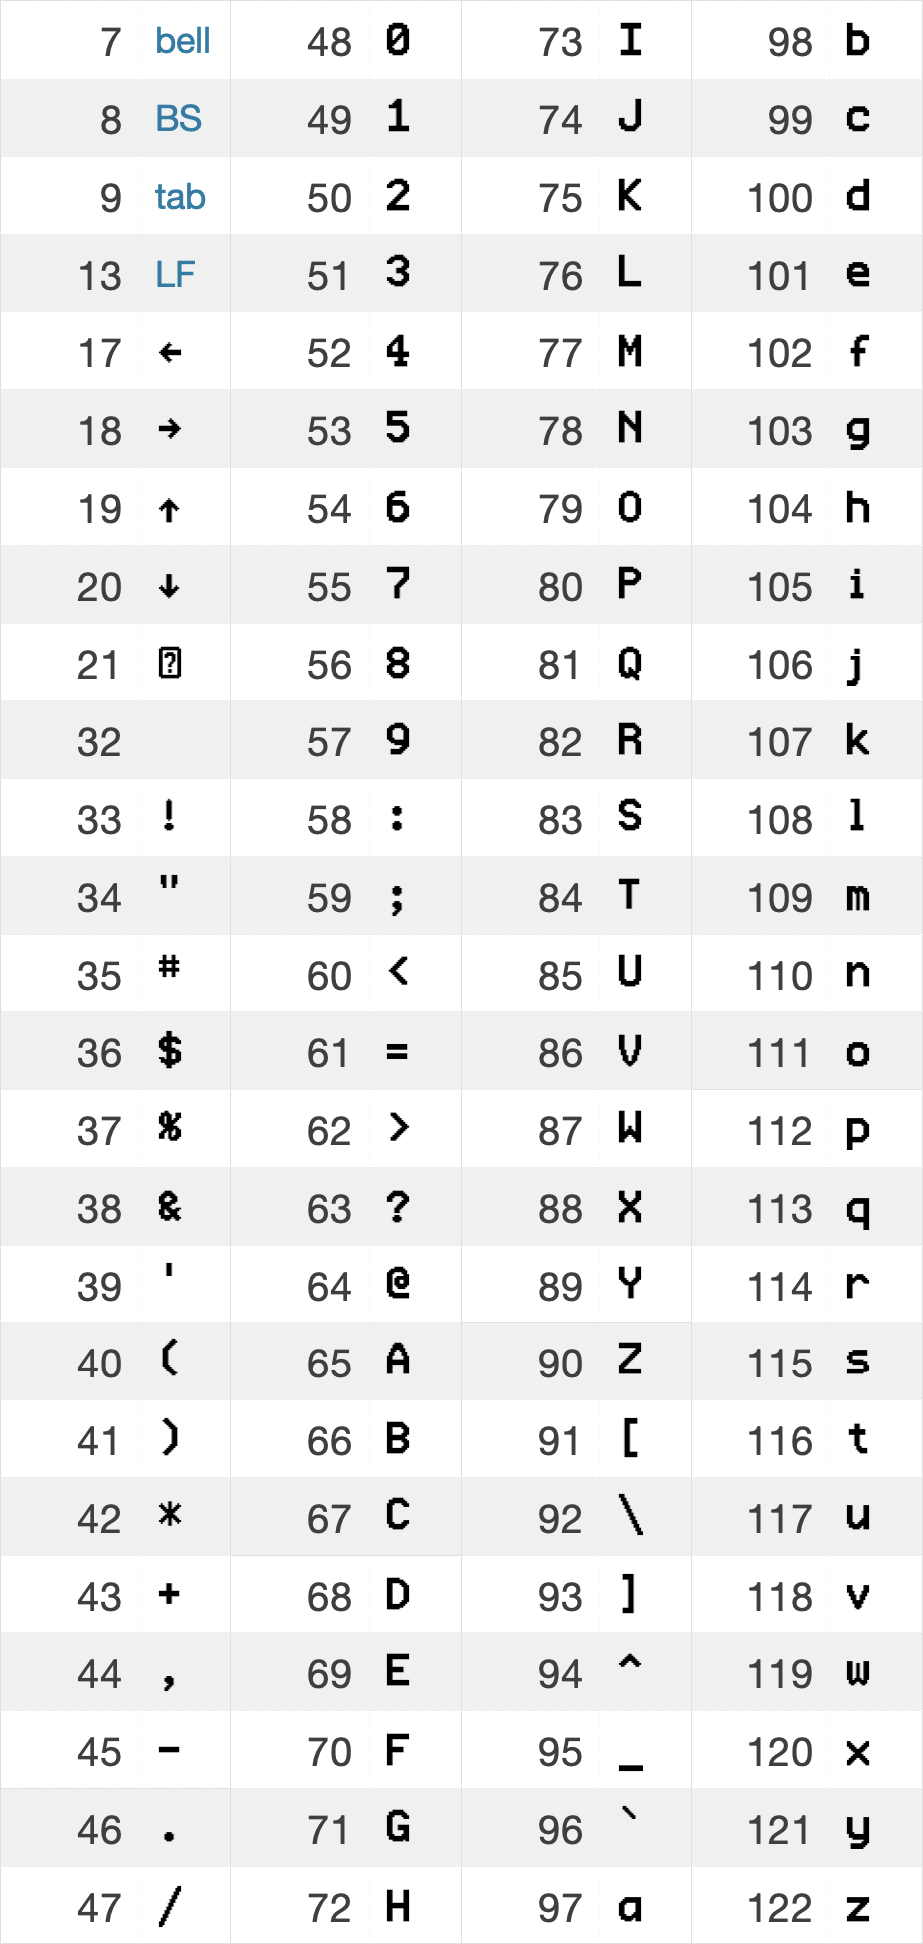 7 bell 48 0 73 I 98 b
8 BS 49 1 74 J 99 c
9 tab 50 2 75 K 100 d
13 LF 51 3 76 L 101 e
17 ← 52 4 77 M 102 f
18 → 53 5 78 N 103 g
19 ↑ 54 6 79 O 104 h
20 ↓ 55 7 80 P 105 i
21 ⍰ 56 8 81 Q 106 j
32 57 9 82 R 107 k
33 ! 58 : 83 S 108 l
34 " 59 ; 84 T 109 m
35 # 60 < 85 U 110 n
36 $ 61 = 86 V 111 o
37 % 62 > 87 W 112 p
38 & 63 ? 88 X 113 q
39 ' 64 @ 89 Y 114 r
40 ( 65 A 90 Z 115 s
41 ) 66 B 91 [ 116 t
42 * 67 C 92 \ 117 u
43 + 68 D 93 ] 118 v
44 , 69 E 94 ^ 119 w
45 - 70 F 95 _ 120 x
46 . 71 G 96 ` 121 y
47 / 72 H 97 a 122 z